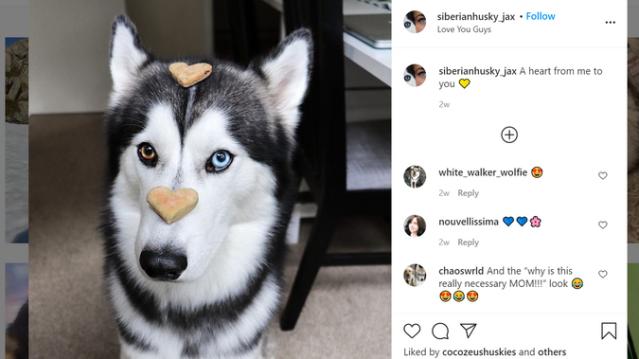 siberianhusky_jax • Follow
Love You Guys
siberianhusky_jax A heart from me to
you 💛
2w
white_walker_wolfie 😍
2w Reply
nouvellissima 💙💙🌸
2w Reply
chaoswrld And the "why is this
really necessary MOM!!!" look 😂
😍😂😍
Liked by cocozeushuskies and others